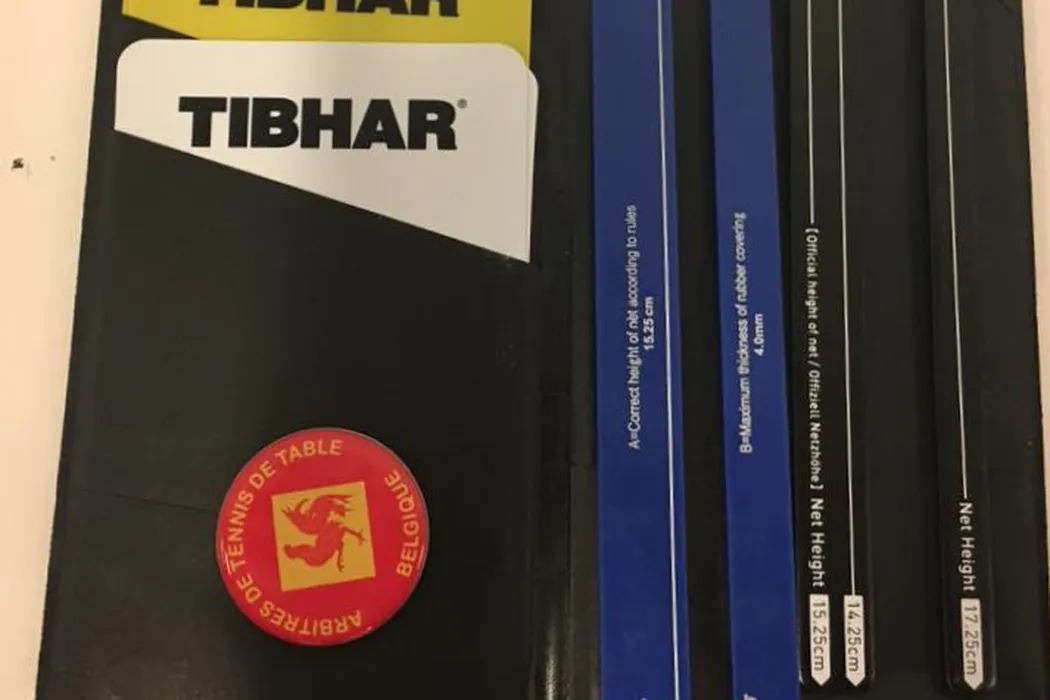 TIBHAR
TIBHAR®
ARBITRES DE TENNIS DE TABLE
BELGIQUE
A=Correct height of net according to rules
15.25 cm
B=Maximum thickness of rubber covering
4.0mm
[Official height of net / Offiziell Netzhöhe] Net Height 15.25cm
14.25cm
Net Height 17.25cm